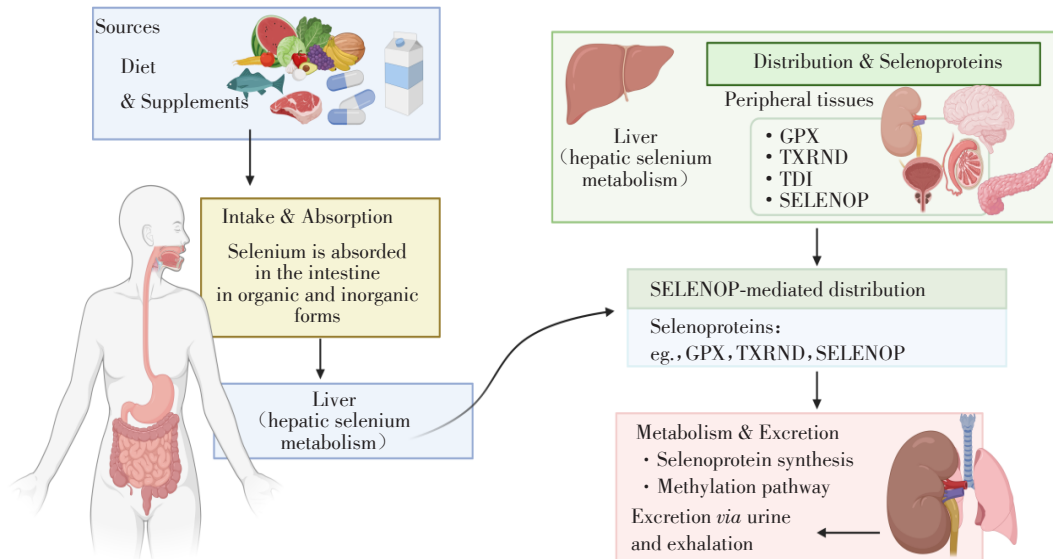 Sources
Diet
& Supplements
Intake & Absorption
Selenium is absorded
in the intestine
in organic and inorganic
forms
Liver
（hepatic selenium
metabolism）
Distribution & Selenoproteins
Peripheral tissues
• GPX
• TXRND
• TDI
• SELENOP
Liver
（hepatic selenium
metabolism）
SELENOP-mediated distribution
Selenoproteins：
eg.，GPX，TXRND，SELENOP
Metabolism & Excretion
· Selenoprotein synthesis
· Methylation pathway
Excretion via urine
and exhalation